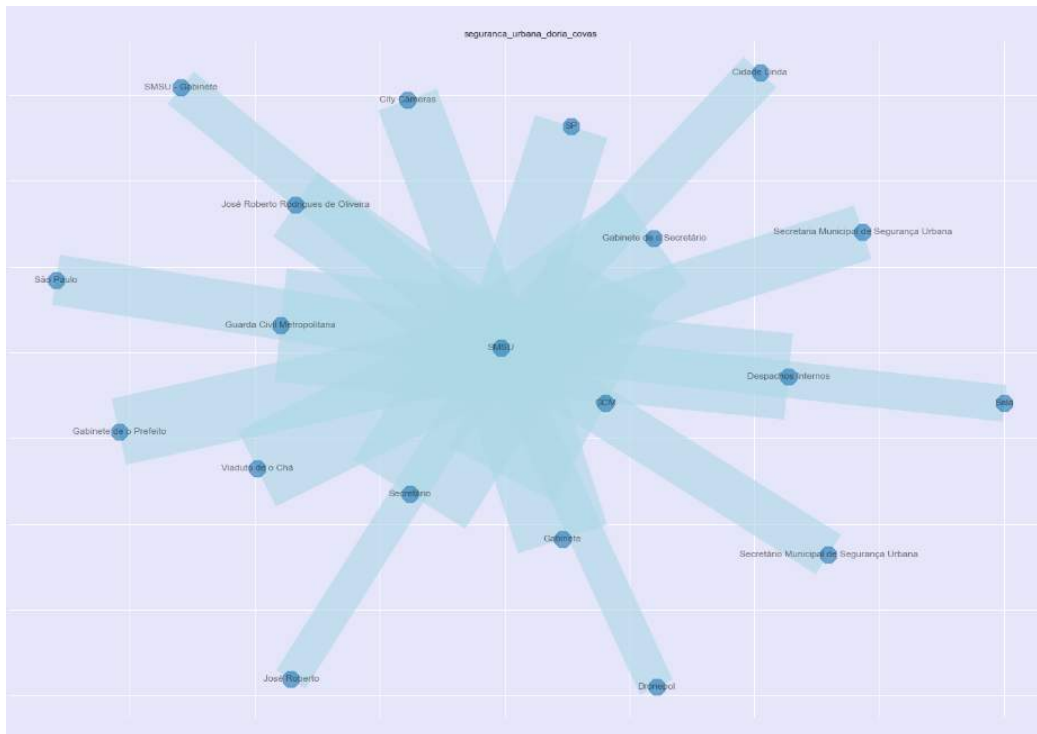 seguranca_urbana_doria_covas
Cidade Linda
SMSU - Gabinete
City Câmeras
SP
José Roberto Rodrigues de Oliveira
Secretaria Municipal de Segurança Urbana
Gabinete de o Secretário
São Paulo
Guarda Civil Metropolitana
SMSU
Despachos Internos
GCM
Gabinete de o Prefeito
Viaduto de o Chá
Secretário
Gabinete
Secretário Municipal de Segurança Urbana
José Roberto
Dronepol